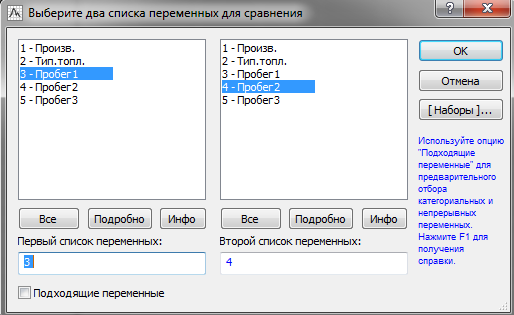 Выберите два списка переменных для сравнения
1 - Произв.
2 - Тип.топл.
3 - Пробег1
4 - Пробег2
5 - Пробег3
1 - Произв.
2 - Тип.топл.
3 - Пробег1
4 - Пробег2
5 - Пробег3
OK
Отмена
[ Наборы ]...
Используйте опцию
"Подходящие
переменные" для
предварительного
отбора
категориальных и
непрерывных
переменных.
Нажмите F1 для
получения
справки.
Все
Подробно
Инфо
Все
Подробно
Инфо
Первый список переменных:
Второй список переменных:
3
4
Подходящие переменные